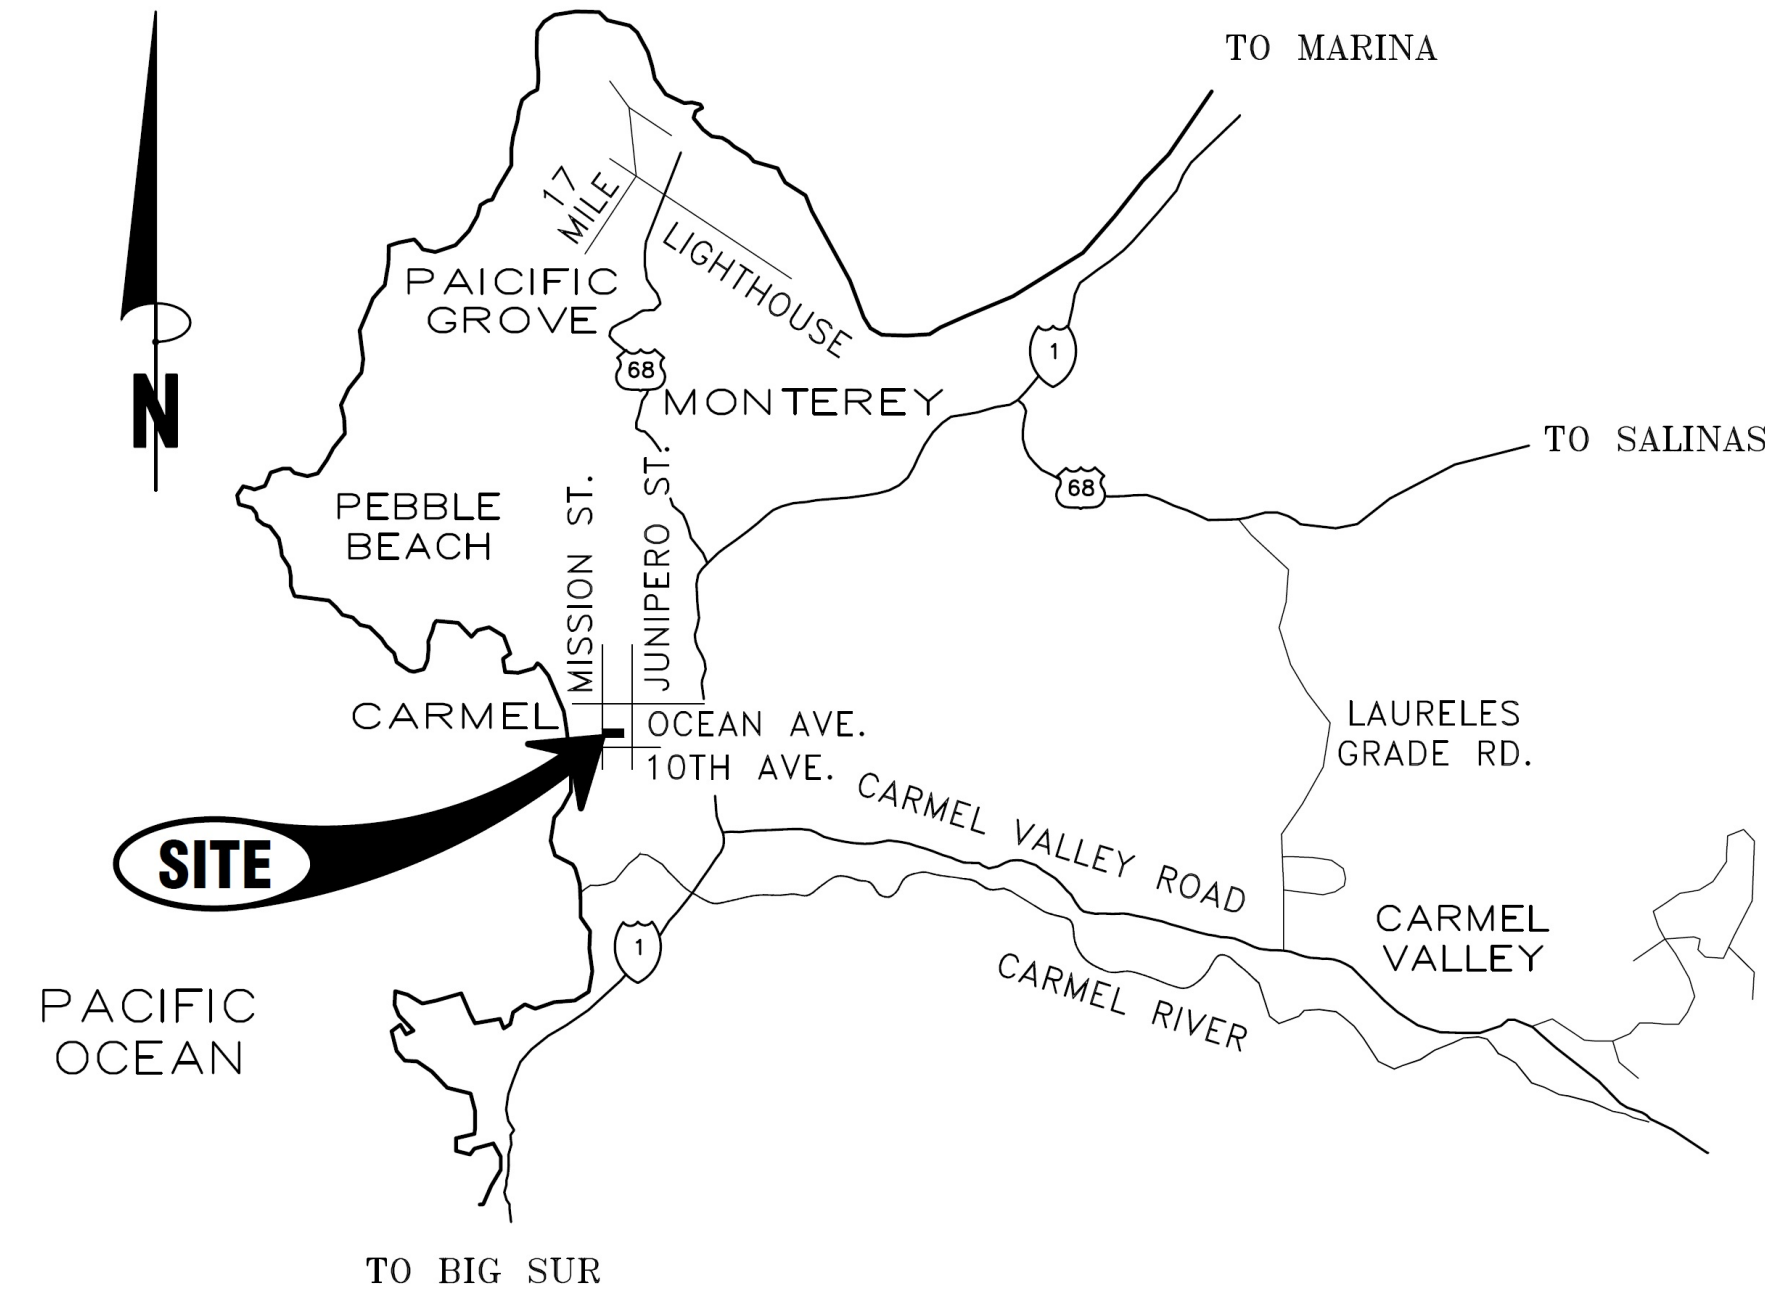 TO MARINA
17
MILE
LIGHTHOUSE
PAICIFIC
GROVE
1
68
MONTEREY
N
TO SALINAS
68
PEBBLE
BEACH
MISSION ST.
JUNIPERO ST.
CARMEL
OCEAN AVE.
10TH AVE.
LAURELES
GRADE RD.
CARMEL VALLEY ROAD
SITE
CARMEL
VALLEY
1
CARMEL RIVER
PACIFIC
OCEAN
TO BIG SUR